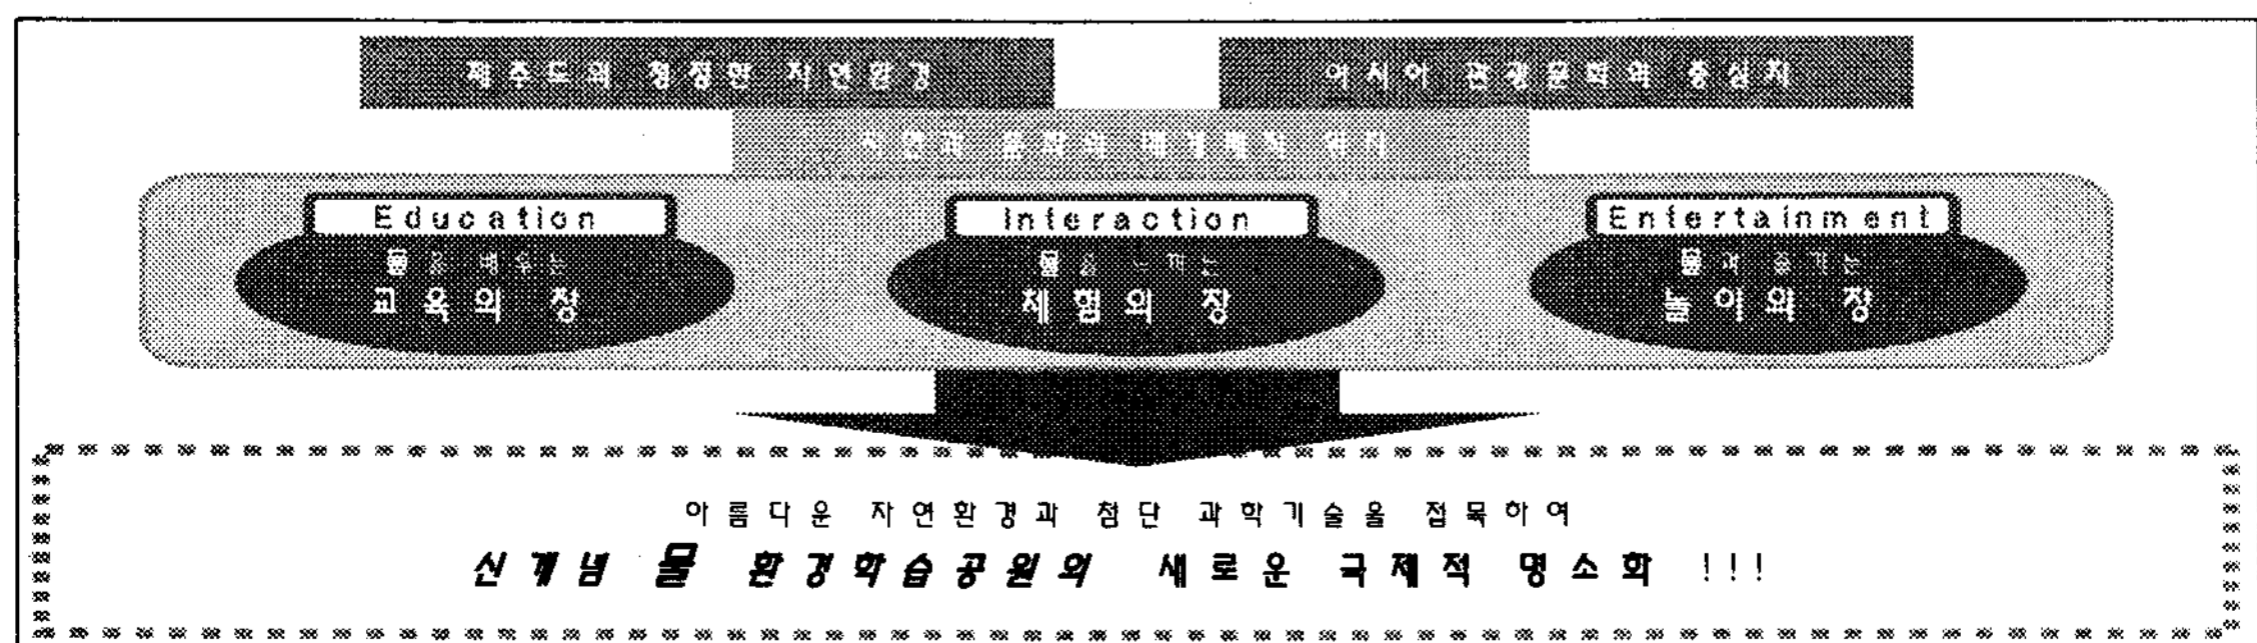 제주도의 청정한 자연환경
아시아 관광문화의 중심지
Education
물을 배우는
교육의 장
Interaction
물을 느끼는
체험의 장
Entertainment
물과 즐기는
놀이의 장
아름다운 자연환경과 첨단 과학기술을 접목하여
신개념 물 환경학습공원의 새로운 국제적 명소화 !!!